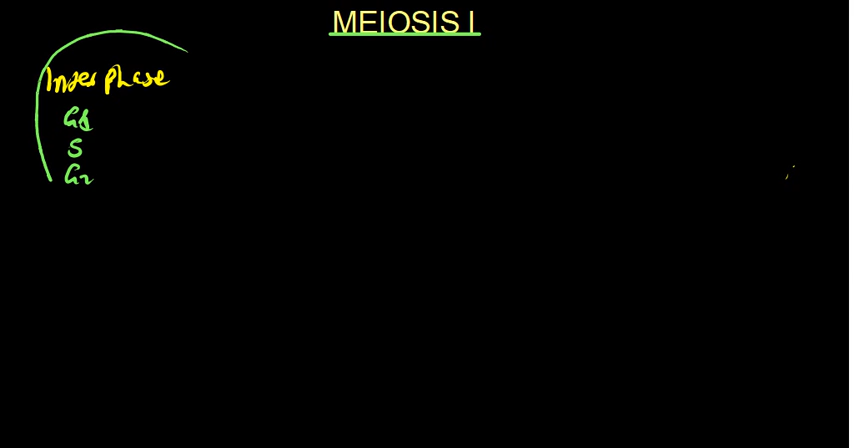 MEIOSIS I
Interphase
G1
S
G2